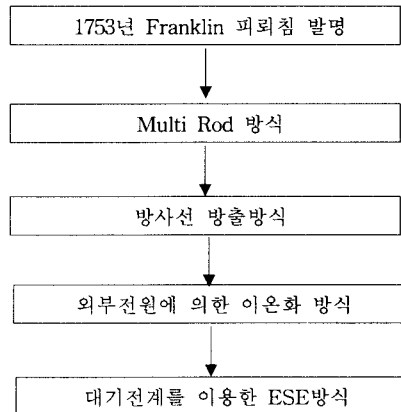 1753년 Franklin 피뢰침 발명
Multi Rod 방식
방사선 방출방식
외부전원에 의한 이온화 방식
대기전계를 이용한 ESE방식